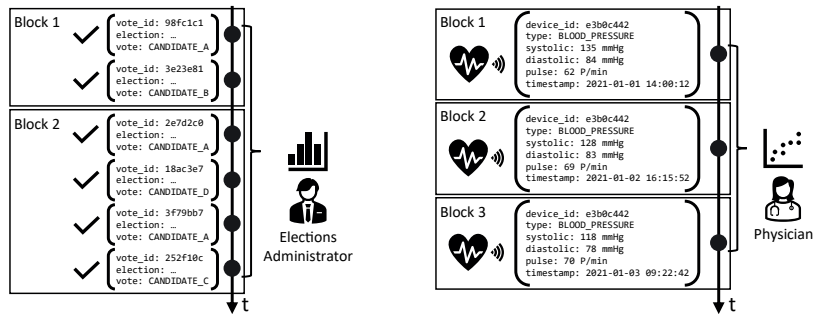 Block 1
vote_id: 98fc1c1
election: …
vote: CANDIDATE_A
vote_id: 3e23e81
election: …
vote: CANDIDATE_B
Block 2
vote_id: 2e7d2c0
election: …
vote: CANDIDATE_A
vote_id: 18ac3e7
election: …
vote: CANDIDATE_D
vote_id: 3f79bb7
election: …
vote: CANDIDATE_A
vote_id: 252f10c
election: …
vote: CANDIDATE_C
t
Elections
Administrator
Block 1
device_id: e3b0c442
type: BLOOD_PRESSURE
systolic: 135 mmHg
diastolic: 84 mmHg
pulse: 62 P/min
timestamp: 2021-01-01 14:00:12
Block 2
device_id: e3b0c442
type: BLOOD_PRESSURE
systolic: 128 mmHg
diastolic: 83 mmHg
pulse: 69 P/min
timestamp: 2021-01-02 16:15:52
Block 3
device_id: e3b0c442
type: BLOOD_PRESSURE
systolic: 118 mmHg
diastolic: 78 mmHg
pulse: 70 P/min
timestamp: 2021-01-03 09:22:42
t
Physician